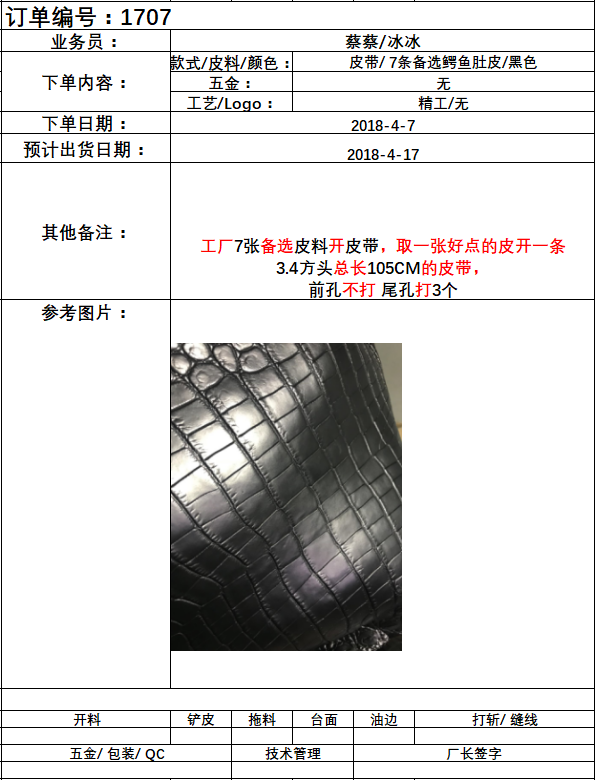 订单编号：1707
业务员： 蔡蔡/冰冰
下单内容： 款式/皮料/颜色： 皮带/ 7条备选鳄鱼肚皮/黑色
五金： 无
工艺/Logo： 精工/无
下单日期： 2018-4-7
预计出货日期： 2018-4-17
其他备注： 工厂7张备选皮料开皮带，取一张好点的皮开一条
3.4方头总长105CM的皮带，
前孔不打 尾孔打3个
参考图片：
开料 铲皮 拖料 台面 油边 打斩/ 缝线
五金/ 包装/ QC 技术管理 厂长签字